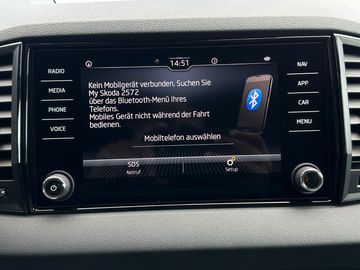 14:51
RADIO
MEDIA
PHONE
VOICE
Kein Mobilgerät verbunden. Suchen Sie
My Skoda 2572
über das Bluetooth-Menü Ihres
Telefons.
Mobiles Gerät nicht während der Fahrt
bedienen.
Mobiltelefon auswählen
SOS
Notruf
Setup
NAV
APP
CAR
MENU